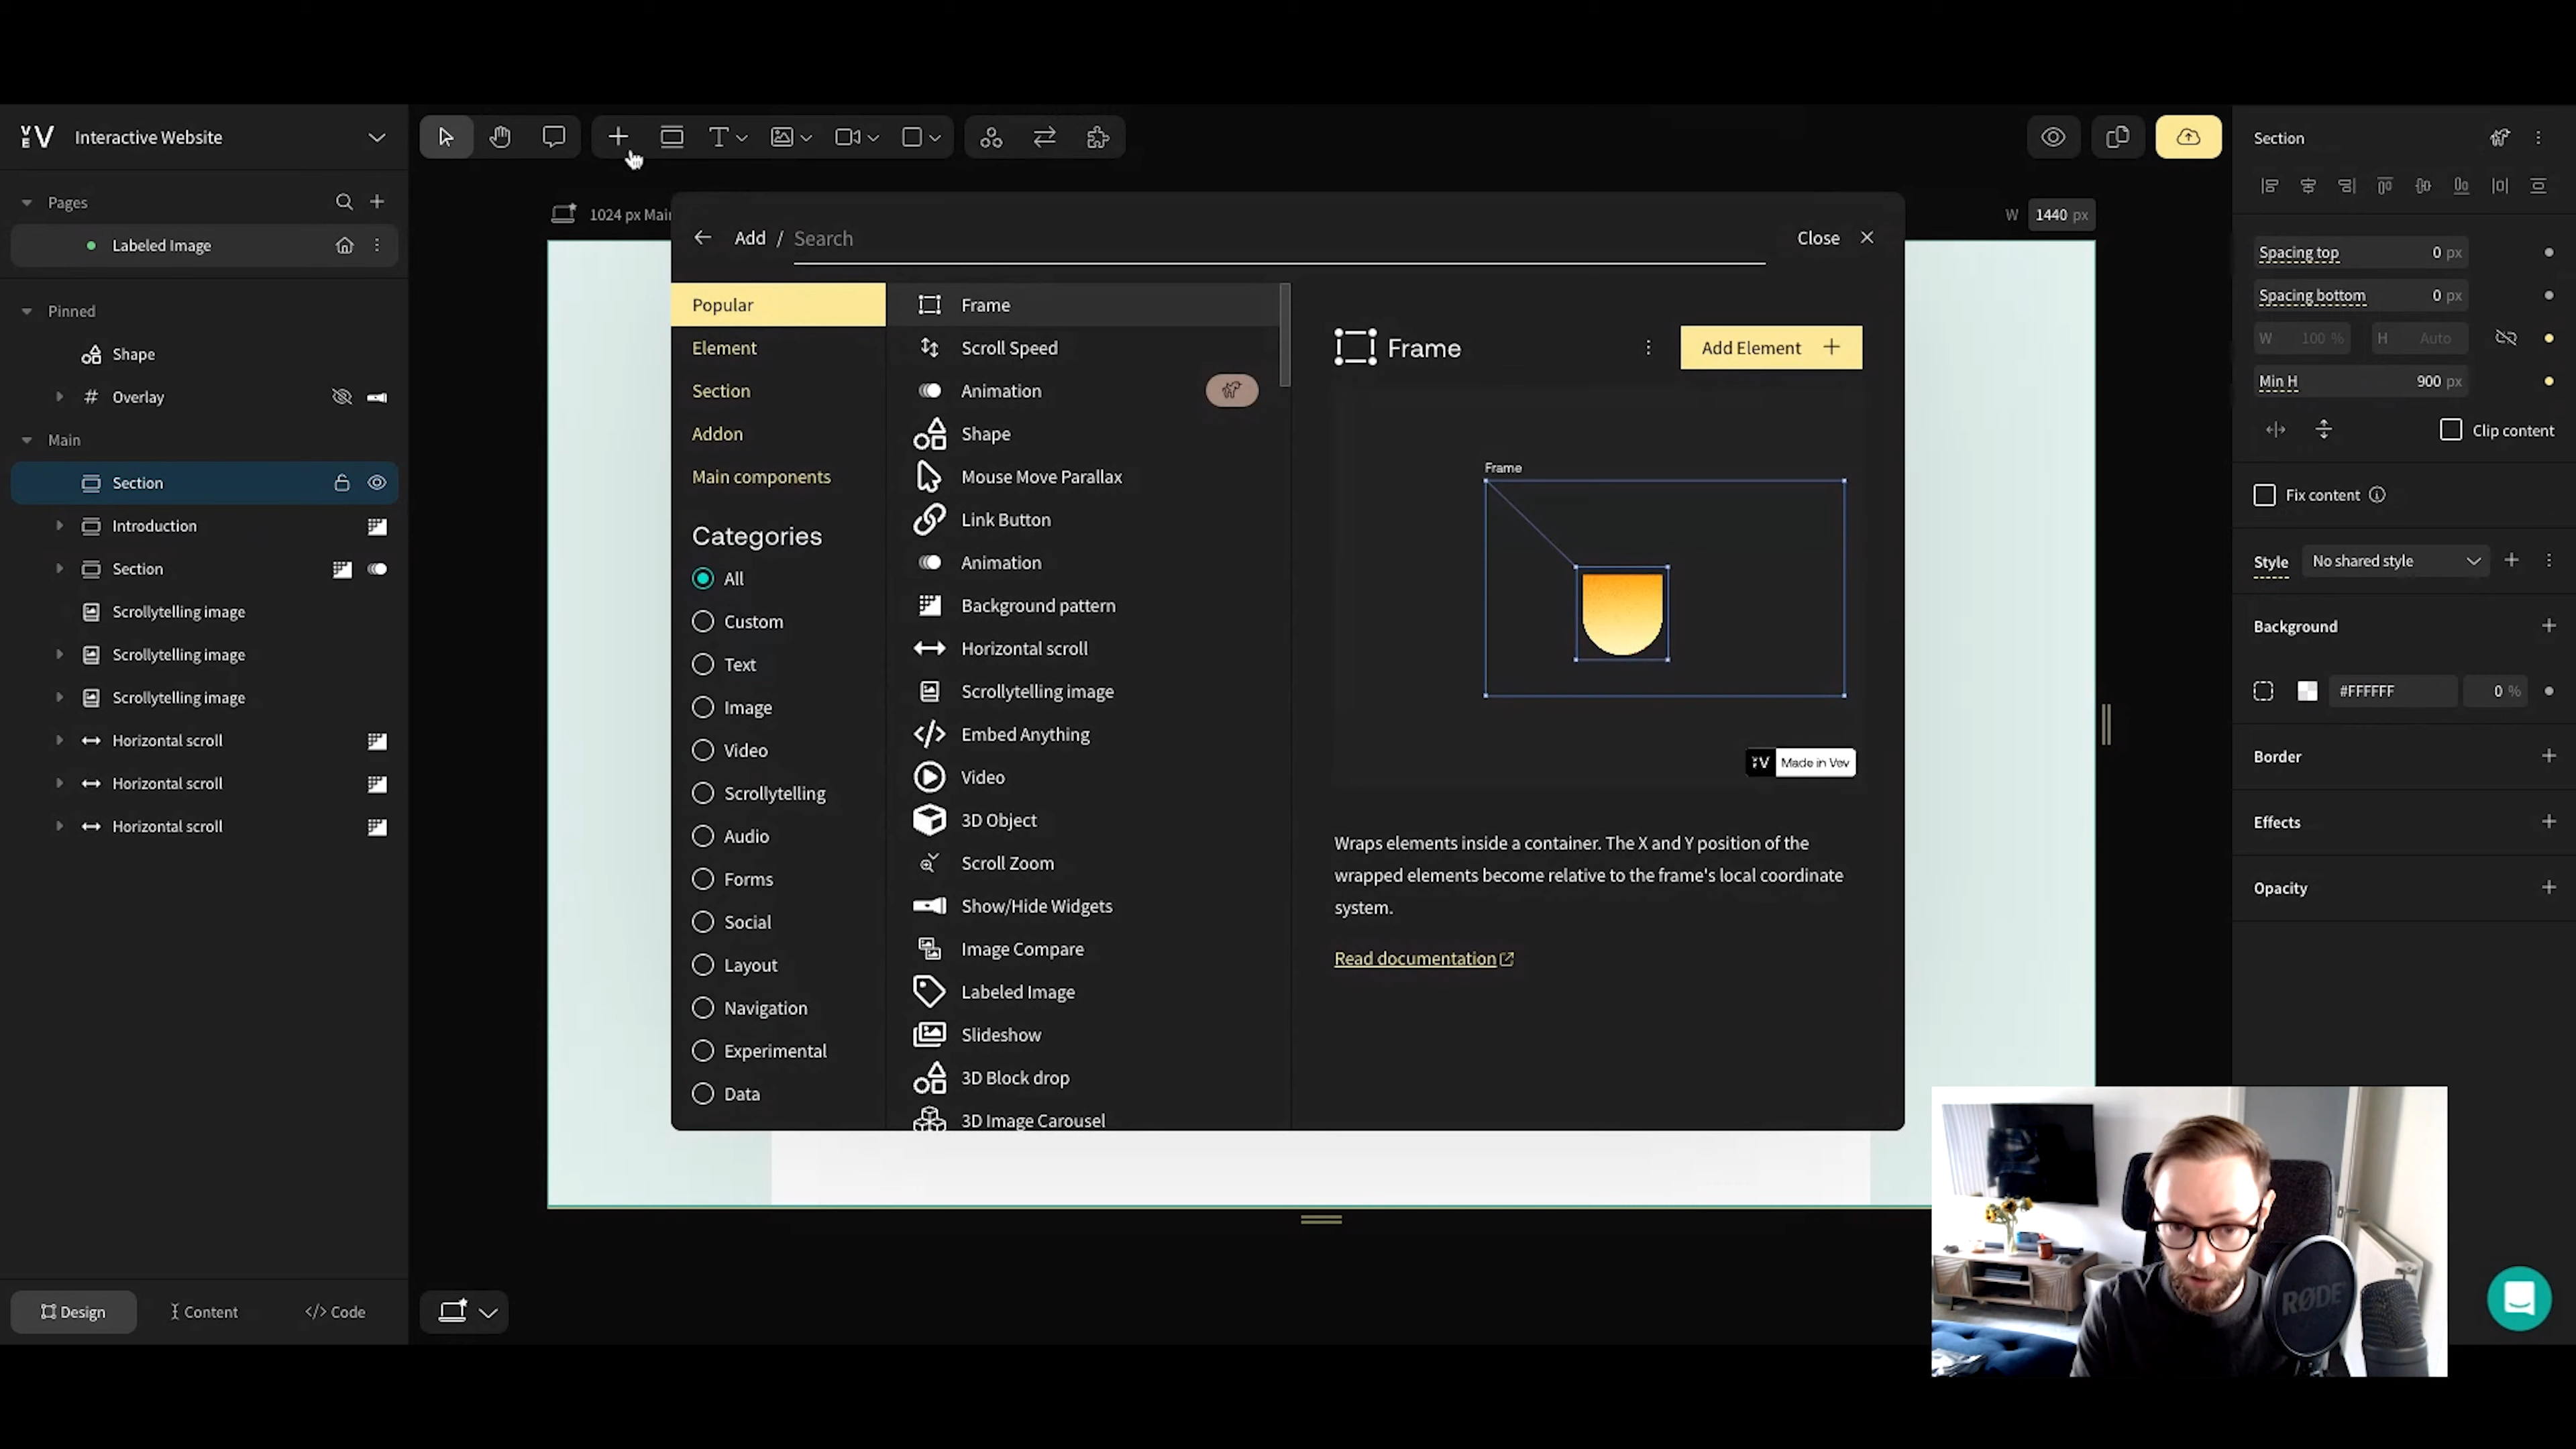 VEV Interactive Website
Pages
Labeled Image
Pinned
Shape
Overlay
Main
Section
Introduction
Section
Scrollytelling image
Scrollytelling image
Scrollytelling image
Horizontal scroll
Horizontal scroll
Horizontal scroll
Design
Content
</> Code
T
1024 px Mai
W 1440 px
Add / Search
Close
Popular
Element
Section
Addon
Main components
Categories
All
Custom
Text
Image
Video
Scrollytelling
Audio
Forms
Social
Layout
Navigation
Experimental
Data
Frame
Scroll Speed
Animation
Shape
Mouse Move Parallax
Link Button
Animation
Background pattern
Horizontal scroll
Scrollytelling image
Embed Anything
Video
3D Object
Scroll Zoom
Show/Hide Widgets
Image Compare
Labeled Image
Slideshow
3D Block drop
3D Image Carousel
Frame
Add Element +
Frame
VEV Made in Vev
Wraps elements inside a container. The X and Y position of the
wrapped elements become relative to the frame's local coordinate
system.
Read documentation
Section
Spacing top 0 px
Spacing bottom 0 px
W 100 % H Auto
Min H 900 px
Clip content
Fix content
Style No shared style
Background
#FFFFFF 0 %
Border
Effects
Opacity
RØDE